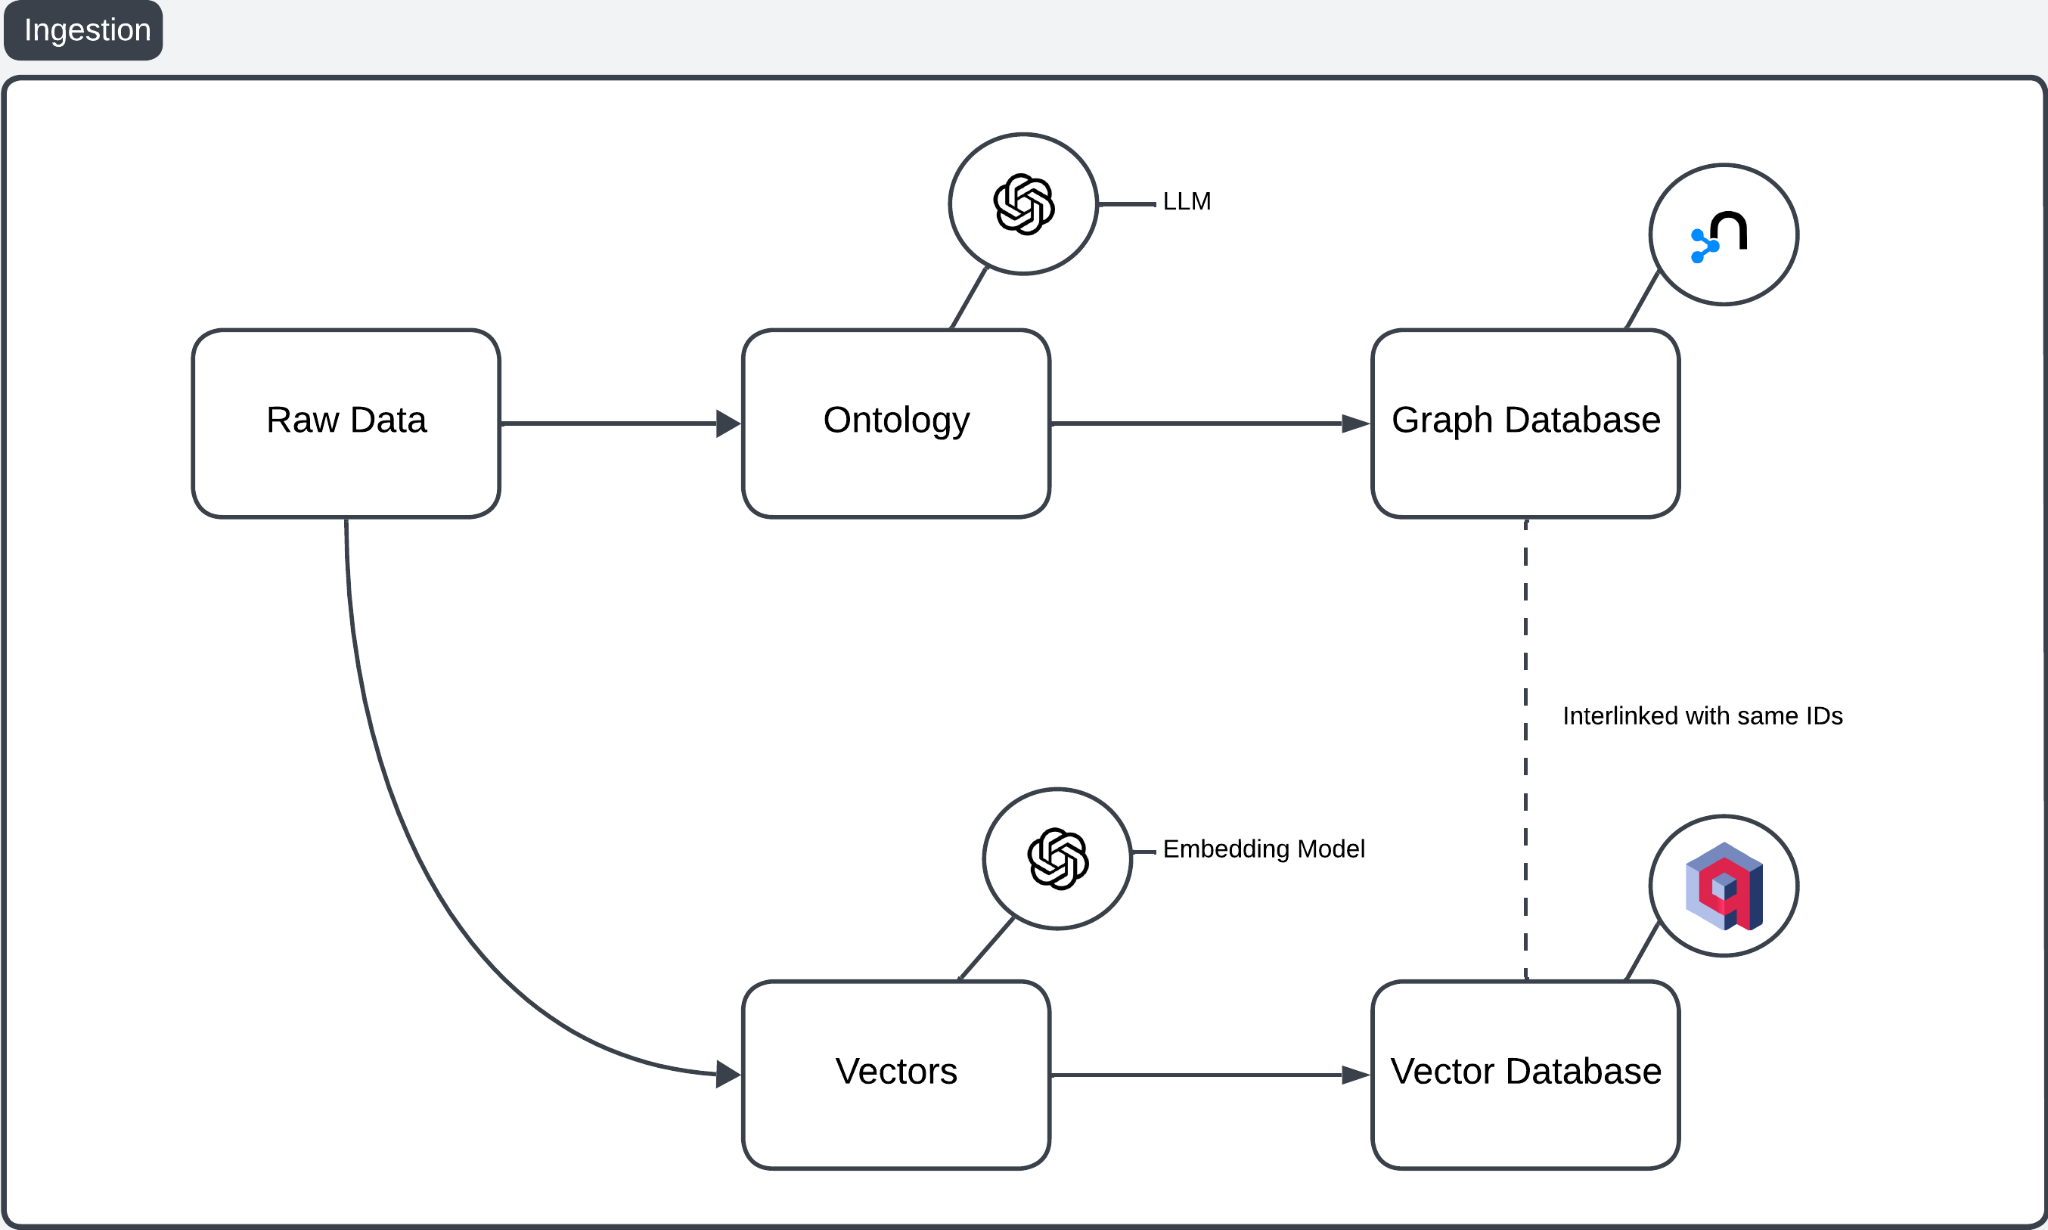 Ingestion
LLM
Raw Data
Ontology
Graph Database
Interlinked with same IDs
Embedding Model
Vectors
Vector Database